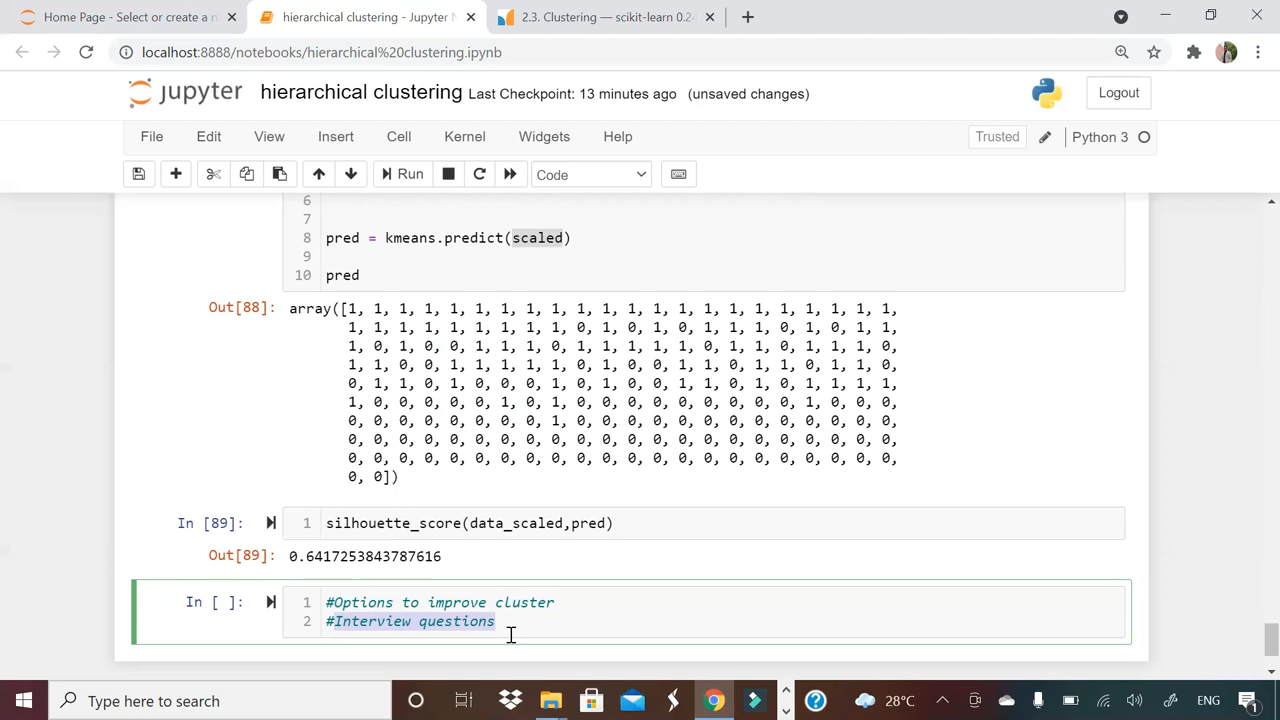 Home Page - Select or create a n
hierarchical clustering - Jupyter N
2.3. Clustering — scikit-learn 0.24
localhost:8888/notebooks/hierarchical%20clustering.ipynb
jupyter hierarchical clustering Last Checkpoint: 13 minutes ago (unsaved changes)
Logout
File Edit View Insert Cell Kernel Widgets Help
Trusted
Python 3
Run
Code
6
7
8 pred = kmeans.predict(scaled)
9
10 pred
Out[88]: array([1, 1, 1, 1, 1, 1, 1, 1, 1, 1, 1, 1, 1, 1, 1, 1, 1, 1, 1, 1, 1, 1,
1, 1, 1, 1, 1, 1, 1, 1, 1, 0, 1, 0, 1, 0, 1, 1, 1, 0, 1, 0, 1, 1,
1, 0, 1, 0, 0, 1, 1, 1, 0, 1, 1, 1, 1, 1, 0, 1, 1, 0, 1, 1, 1, 0,
1, 1, 0, 0, 1, 1, 1, 1, 1, 0, 1, 0, 0, 1, 1, 0, 1, 1, 0, 1, 1, 0,
0, 1, 1, 0, 1, 0, 0, 0, 1, 0, 1, 0, 0, 1, 1, 0, 1, 0, 1, 1, 1, 1,
1, 0, 0, 0, 0, 0, 1, 0, 1, 0, 0, 0, 0, 0, 0, 0, 0, 0, 1, 0, 0, 0,
0, 0, 0, 0, 0, 0, 0, 0, 1, 0, 0, 0, 0, 0, 0, 0, 0, 0, 0, 0, 0, 0,
0, 0, 0, 0, 0, 0, 0, 0, 0, 0, 0, 0, 0, 0, 0, 0, 0, 0, 0, 0, 0, 0,
0, 0, 0, 0, 0, 0, 0, 0, 0, 0, 0, 0, 0, 0, 0, 0, 0, 0, 0, 0, 0, 0,
0, 0])
In [89]: 1 silhouette_score(data_scaled,pred)
Out[89]: 0.6417253843787616
In [ ]: 1 #Options to improve cluster
2 #Interview questions
Type here to search
28°C
ENG
1